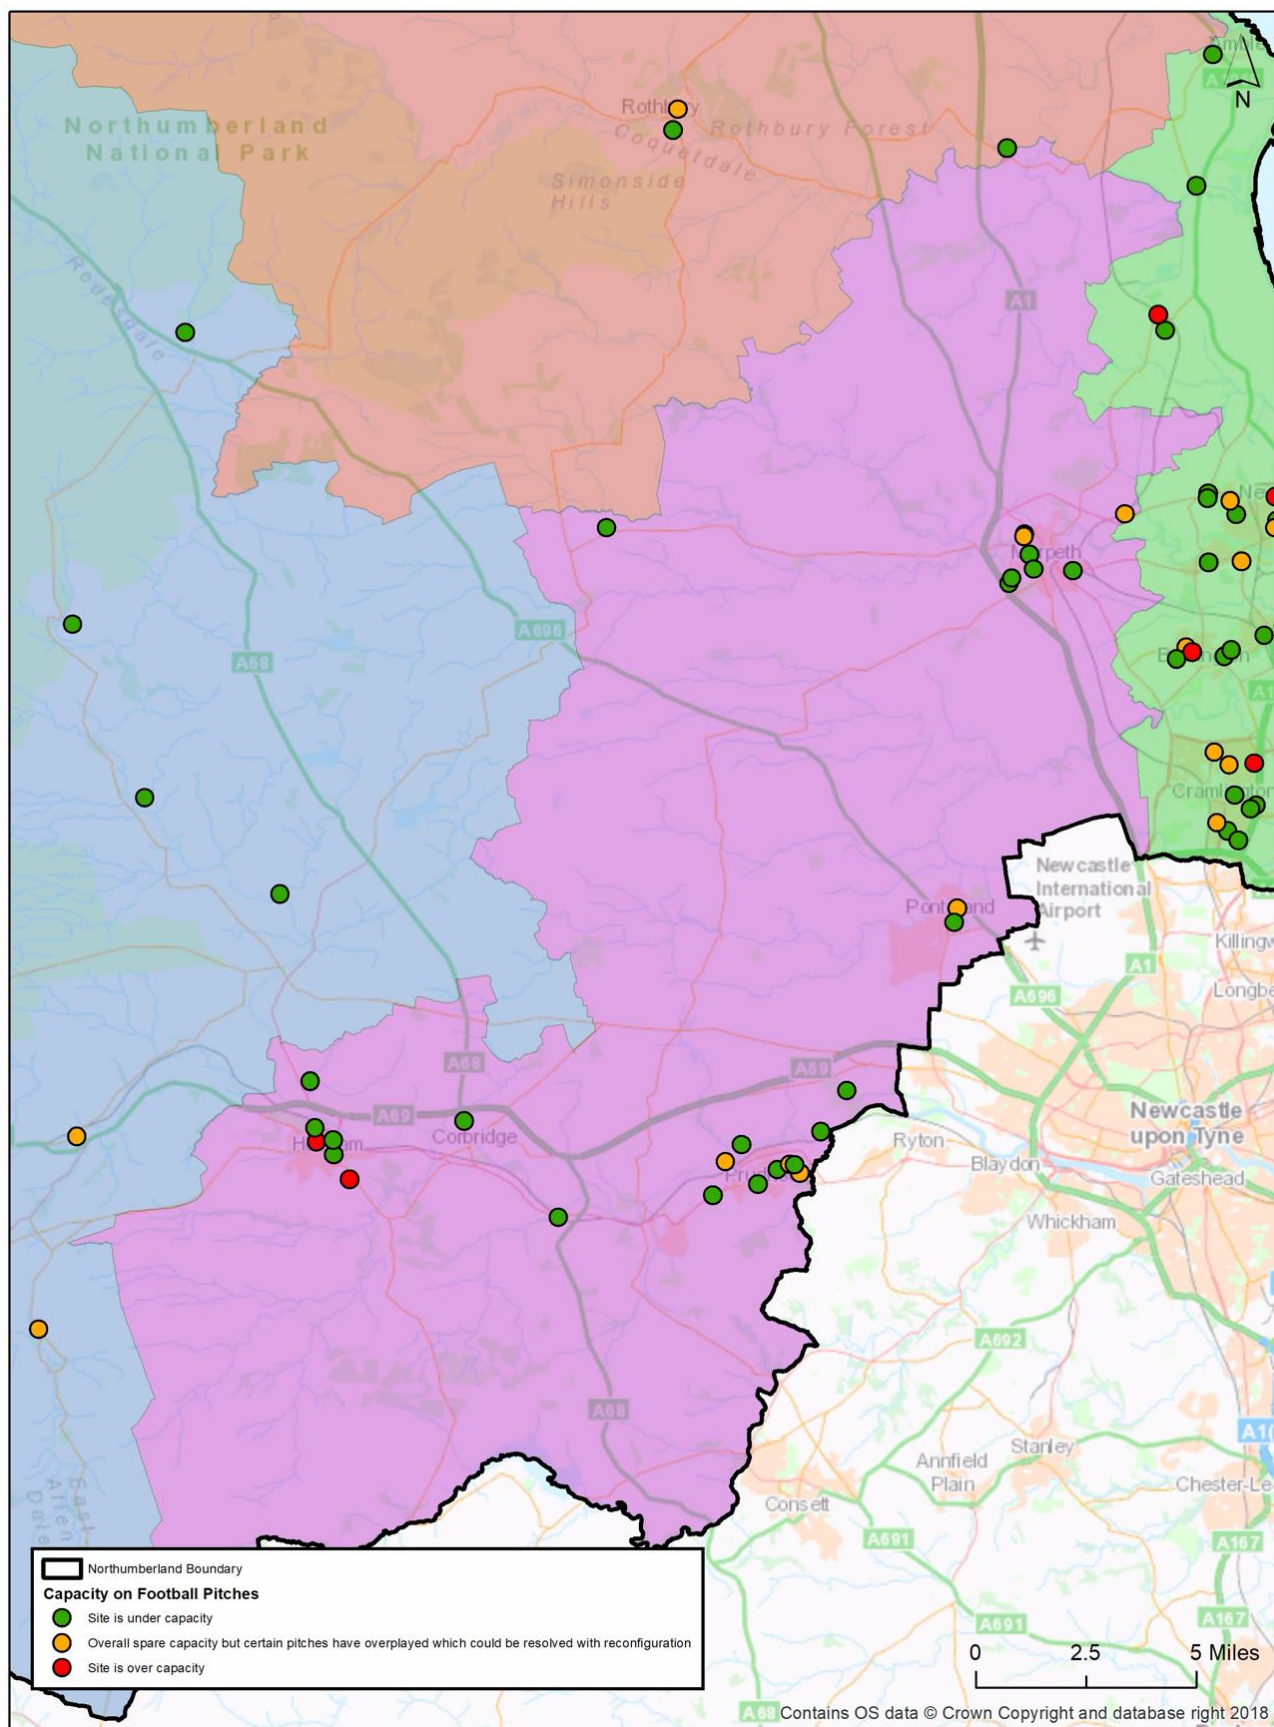 N
Northumberland
National Park
Rothbury Forest
Coquetdale
Simonside
Hills
Redesdale
A1
A696
A68
Newcastle
International
Airport
Killingw
A1
Longbe
A696
A68
A69
A69
Corbridge
Newcastle
upon Tyne
Ryton
Blaydon
Gateshead
Whickham
A692
A68
Stanley
Annfield
Plain
Chester-Le
Consett
A691
A167
East
Allen
Dale
Northumberland Boundary
Capacity on Football Pitches
Site is under capacity
Overall spare capacity but certain pitches have overplayed which could be resolved with reconfiguration
Site is over capacity
A691
A167
0 2.5 5 Miles
A68
Contains OS data © Crown Copyright and database right 2018